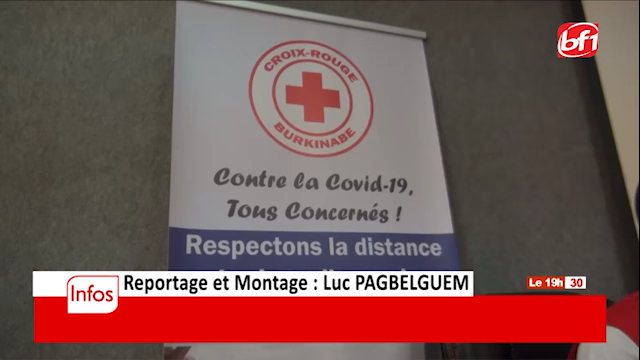 bf1
CROIX-ROUGE
BURKINABE
Contre la Covid-19,
Tous Concernés !
Respectons la distance
Infos
Reportage et Montage : Luc PAGBELGUEM
Le 19h 30